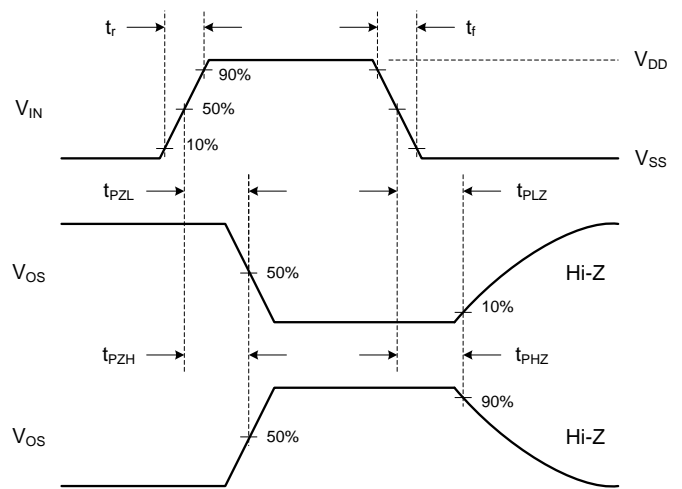 tr tf
VDD
90%
VIN 50%
10%
VSS
tPZL tPLZ
VOS 50% Hi-Z
10%
tPZH tPHZ
90%
VOS 50% Hi-Z